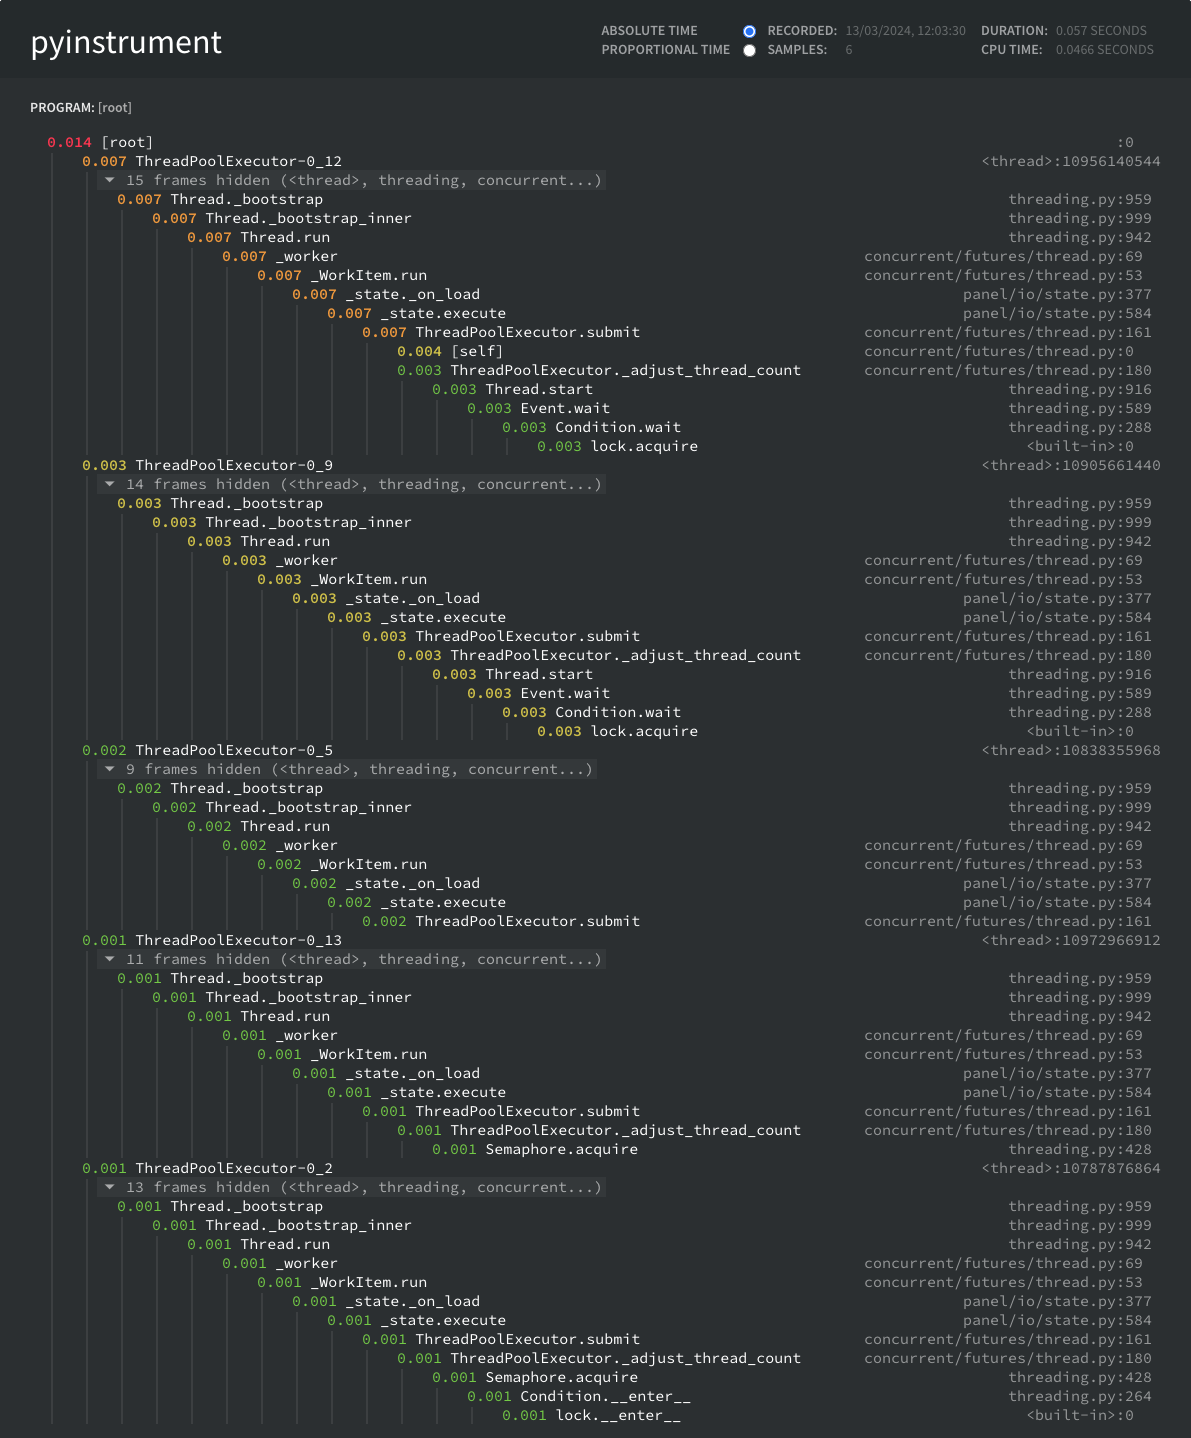 pyinstrument
ABSOLUTE TIME RECORDED: 13/03/2024, 12:03:30 DURATION: 0.057 SECONDS
PROPORTIONAL TIME SAMPLES: 6 CPU TIME: 0.0466 SECONDS
PROGRAM: [root]
0.014 [root] :0
0.007 ThreadPoolExecutor-0_12 <thread>:10956140544
15 frames hidden (<thread>, threading, concurrent...)
0.007 Thread._bootstrap threading.py:959
0.007 Thread._bootstrap_inner threading.py:999
0.007 Thread.run threading.py:942
0.007 _worker concurrent/futures/thread.py:69
0.007 _WorkItem.run concurrent/futures/thread.py:53
0.007 _state._on_load panel/io/state.py:377
0.007 _state.execute panel/io/state.py:584
0.007 ThreadPoolExecutor.submit concurrent/futures/thread.py:161
0.004 [self] concurrent/futures/thread.py:0
0.003 ThreadPoolExecutor._adjust_thread_count concurrent/futures/thread.py:180
0.003 Thread.start threading.py:916
0.003 Event.wait threading.py:589
0.003 Condition.wait threading.py:288
0.003 lock.acquire <built-in>:0
0.003 ThreadPoolExecutor-0_9 <thread>:10905661440
14 frames hidden (<thread>, threading, concurrent...)
0.003 Thread._bootstrap threading.py:959
0.003 Thread._bootstrap_inner threading.py:999
0.003 Thread.run threading.py:942
0.003 _worker concurrent/futures/thread.py:69
0.003 _WorkItem.run concurrent/futures/thread.py:53
0.003 _state._on_load panel/io/state.py:377
0.003 _state.execute panel/io/state.py:584
0.003 ThreadPoolExecutor.submit concurrent/futures/thread.py:161
0.003 ThreadPoolExecutor._adjust_thread_count concurrent/futures/thread.py:180
0.003 Thread.start threading.py:916
0.003 Event.wait threading.py:589
0.003 Condition.wait threading.py:288
0.003 lock.acquire <built-in>:0
0.002 ThreadPoolExecutor-0_5 <thread>:10838355968
9 frames hidden (<thread>, threading, concurrent...)
0.002 Thread._bootstrap threading.py:959
0.002 Thread._bootstrap_inner threading.py:999
0.002 Thread.run threading.py:942
0.002 _worker concurrent/futures/thread.py:69
0.002 _WorkItem.run concurrent/futures/thread.py:53
0.002 _state._on_load panel/io/state.py:377
0.002 _state.execute panel/io/state.py:584
0.002 ThreadPoolExecutor.submit concurrent/futures/thread.py:161
0.001 ThreadPoolExecutor-0_13 <thread>:10972966912
11 frames hidden (<thread>, threading, concurrent...)
0.001 Thread._bootstrap threading.py:959
0.001 Thread._bootstrap_inner threading.py:999
0.001 Thread.run threading.py:942
0.001 _worker concurrent/futures/thread.py:69
0.001 _WorkItem.run concurrent/futures/thread.py:53
0.001 _state._on_load panel/io/state.py:377
0.001 _state.execute panel/io/state.py:584
0.001 ThreadPoolExecutor.submit concurrent/futures/thread.py:161
0.001 ThreadPoolExecutor._adjust_thread_count concurrent/futures/thread.py:180
0.001 Semaphore.acquire threading.py:428
0.001 ThreadPoolExecutor-0_2 <thread>:10787876864
13 frames hidden (<thread>, threading, concurrent...)
0.001 Thread._bootstrap threading.py:959
0.001 Thread._bootstrap_inner threading.py:999
0.001 Thread.run threading.py:942
0.001 _worker concurrent/futures/thread.py:69
0.001 _WorkItem.run concurrent/futures/thread.py:53
0.001 _state._on_load panel/io/state.py:377
0.001 _state.execute panel/io/state.py:584
0.001 ThreadPoolExecutor.submit concurrent/futures/thread.py:161
0.001 ThreadPoolExecutor._adjust_thread_count concurrent/futures/thread.py:180
0.001 Semaphore.acquire threading.py:428
0.001 Condition.__enter__ threading.py:264
0.001 lock.__enter__ <built-in>:0